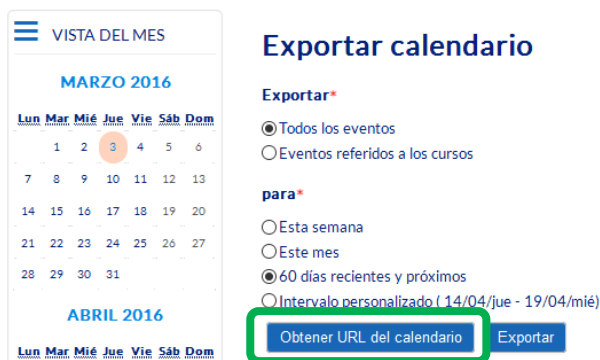 VISTA DEL MES
MARZO 2016
Lun Mar Mié Jue Vie Sáb Dom
1 2 3 4 5 6
7 8 9 10 11 12 13
14 15 16 17 18 19 20
21 22 23 24 25 26 27
28 29 30 31
ABRIL 2016
Lun Mar Mié Jue Vie Sáb Dom
Exportar calendario
Exportar*
Todos los eventos
Eventos referidos a los cursos
para*
Esta semana
Este mes
60 días recientes y próximos
Intervalo personalizado ( 14/04/jue - 19/04/mié)
Obtener URL del calendario
Exportar